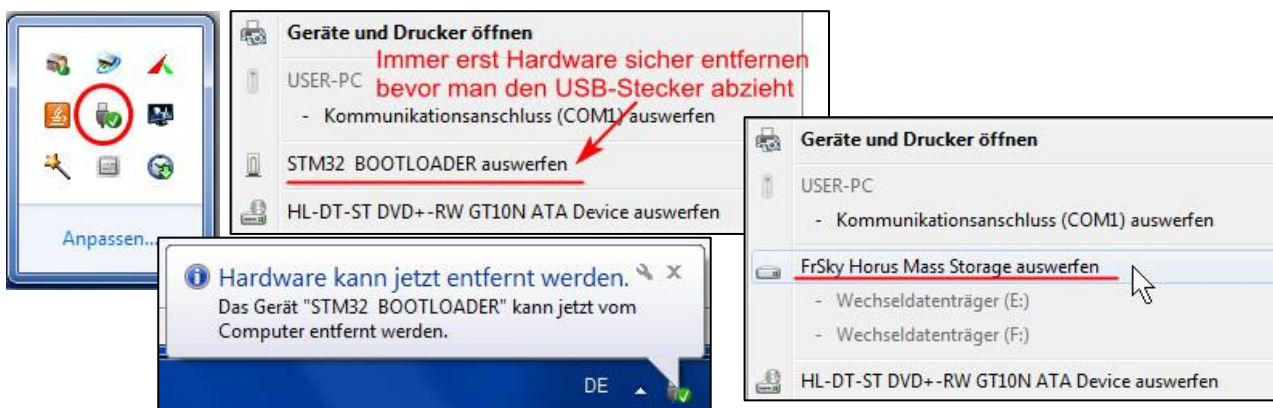 Anpassen...
Geräte und Drucker öffnen
Immer erst Hardware sicher entfernen
USER-PC
bevor man den USB-Stecker abzieht
- Kommunikationsanschluss (COM1) auswerfen
STM32 BOOTLOADER auswerfen
HL-DT-ST DVD+-RW GT10N ATA Device auswerfen
Hardware kann jetzt entfernt werden.
Das Gerät "STM32 BOOTLOADER" kann jetzt vom
Computer entfernt werden.
DE
Geräte und Drucker öffnen
USER-PC
- Kommunikationsanschluss (COM1) auswerfen
FrSky Horus Mass Storage auswerfen
- Wechseldatenträger (E:)
- Wechseldatenträger (F:)
HL-DT-ST DVD+-RW GT10N ATA Device auswerfen